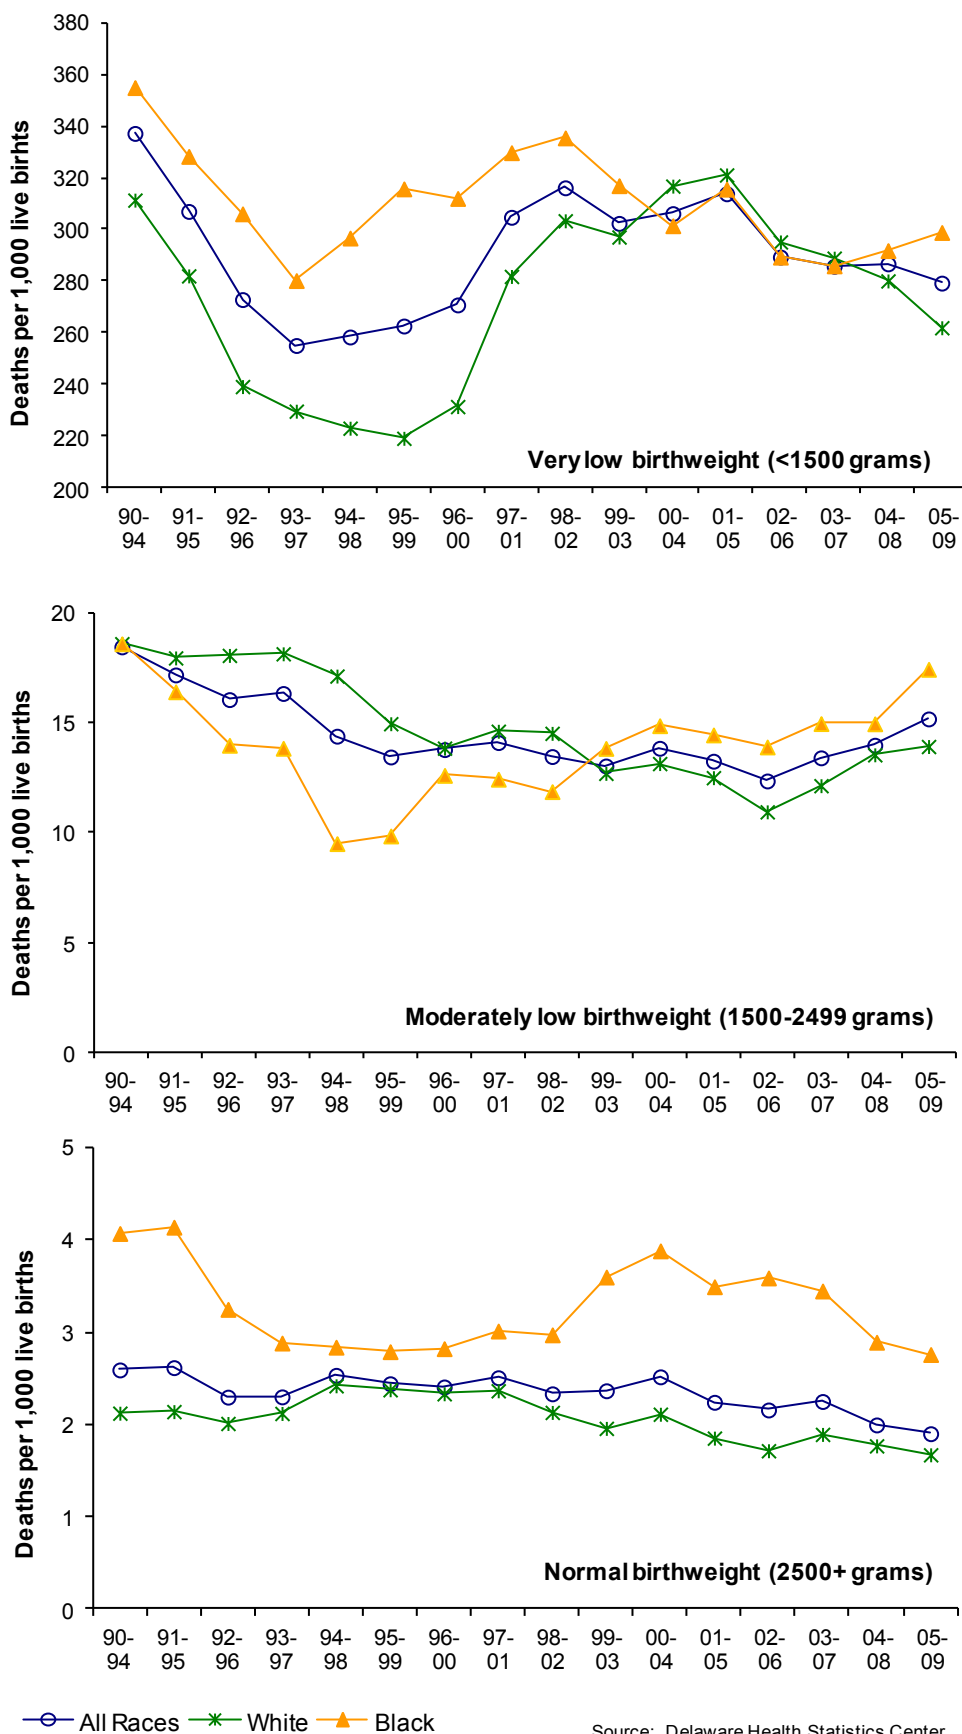 380
360
340
320
300
280
260
240
220
200
Deaths per 1,000 live birhts
Very low birthweight (<1500 grams)
90- 91- 92- 93- 94- 95- 96- 97- 98- 99- 00- 01- 02- 03- 04- 05-
94 95 96 97 98 99 00 01 02 03 04 05 06 07 08 09
20
15
10
5
0
Deaths per 1,000 live births
Moderately low birthweight (1500-2499 grams)
90- 91- 92- 93- 94- 95- 96- 97- 98- 99- 00- 01- 02- 03- 04- 05-
94 95 96 97 98 99 00 01 02 03 04 05 06 07 08 09
5
4
3
2
1
0
Deaths per 1,000 live births
Normal birthweight (2500+ grams)
90- 91- 92- 93- 94- 95- 96- 97- 98- 99- 00- 01- 02- 03- 04- 05-
94 95 96 97 98 99 00 01 02 03 04 05 06 07 08 09
All Races White Black
Source: Delaware Health Statistics Center